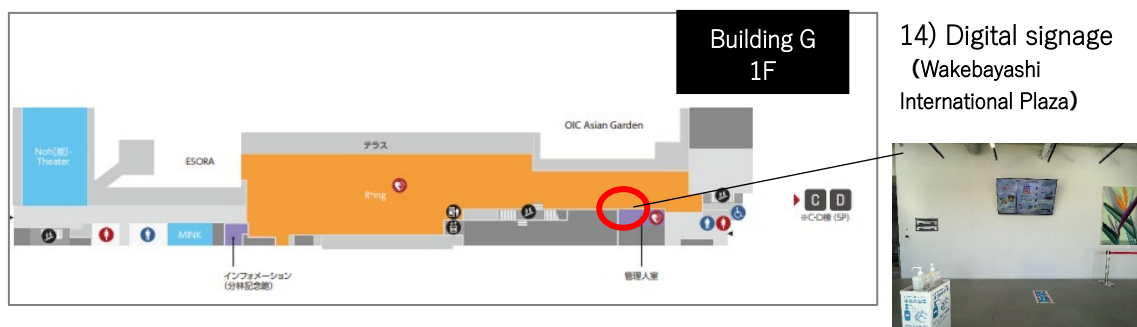 Building G
1F
14) Digital signage
（Wakebayashi
International Plaza）
OIC Asian Garden
テラス
Noh[能]-
Theater
ESORA
R*ing
C D
※C•D棟 (5P)
MINK
インフォメーション
(分林記念館)
管理人室